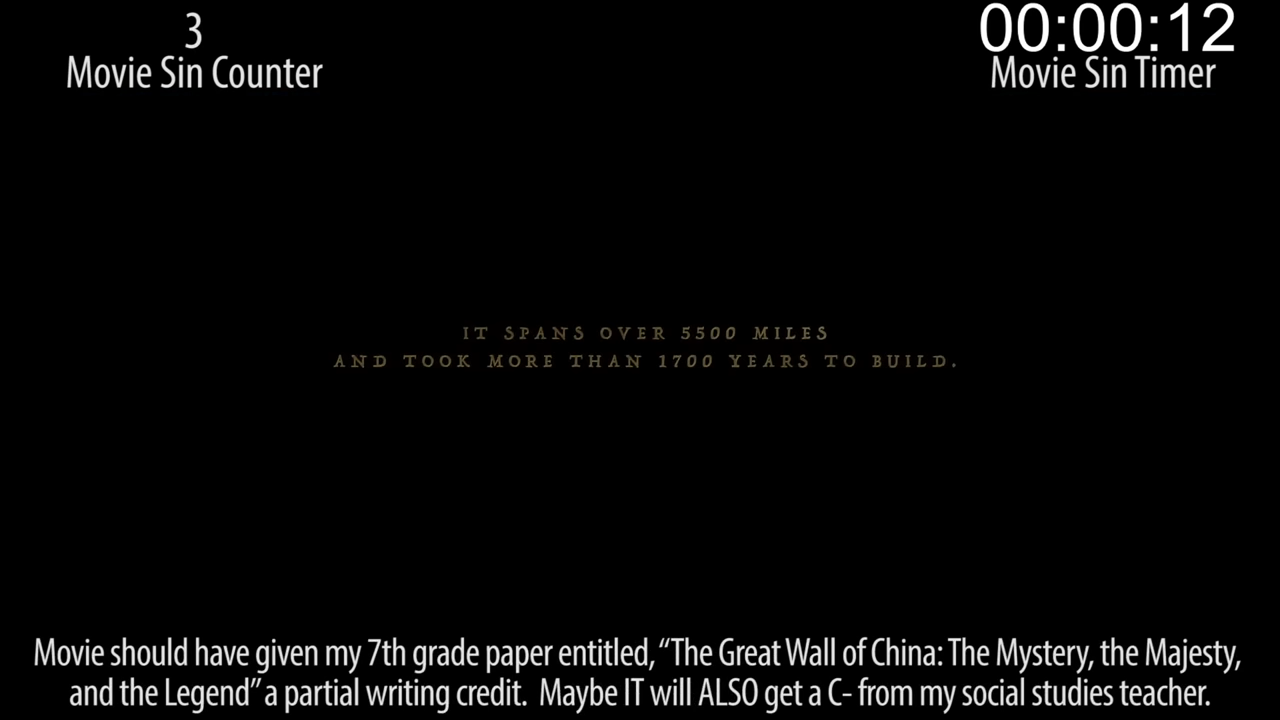 3
Movie Sin Counter
00:00:12
Movie Sin Timer
IT SPANS OVER 5500 MILES
AND TOOK MORE THAN 1700 YEARS TO BUILD.
Movie should have given my 7th grade paper entitled, “The Great Wall of China: The Mystery, the Majesty,
and the Legend” a partial writing credit.  Maybe IT will ALSO get a C- from my social studies teacher.